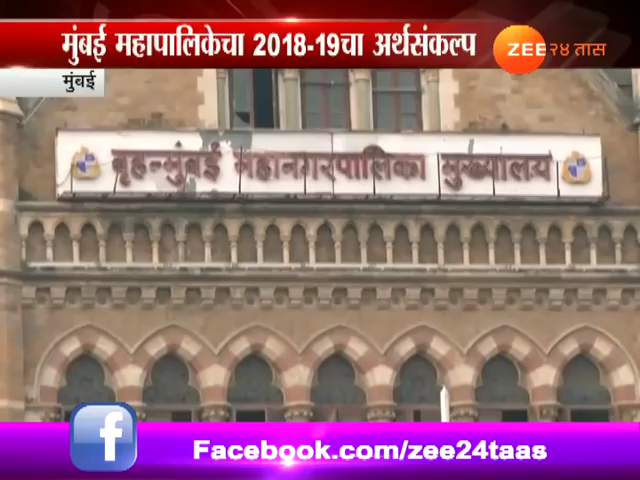 मुंबई महापालिकेचा 2018-19चा अर्थसंकल्प
ZEE २४ तास
मुंबई
बृहन्मुंबई महानगरपालिका मुख्यालय
f
Facebook.com/zee24taas